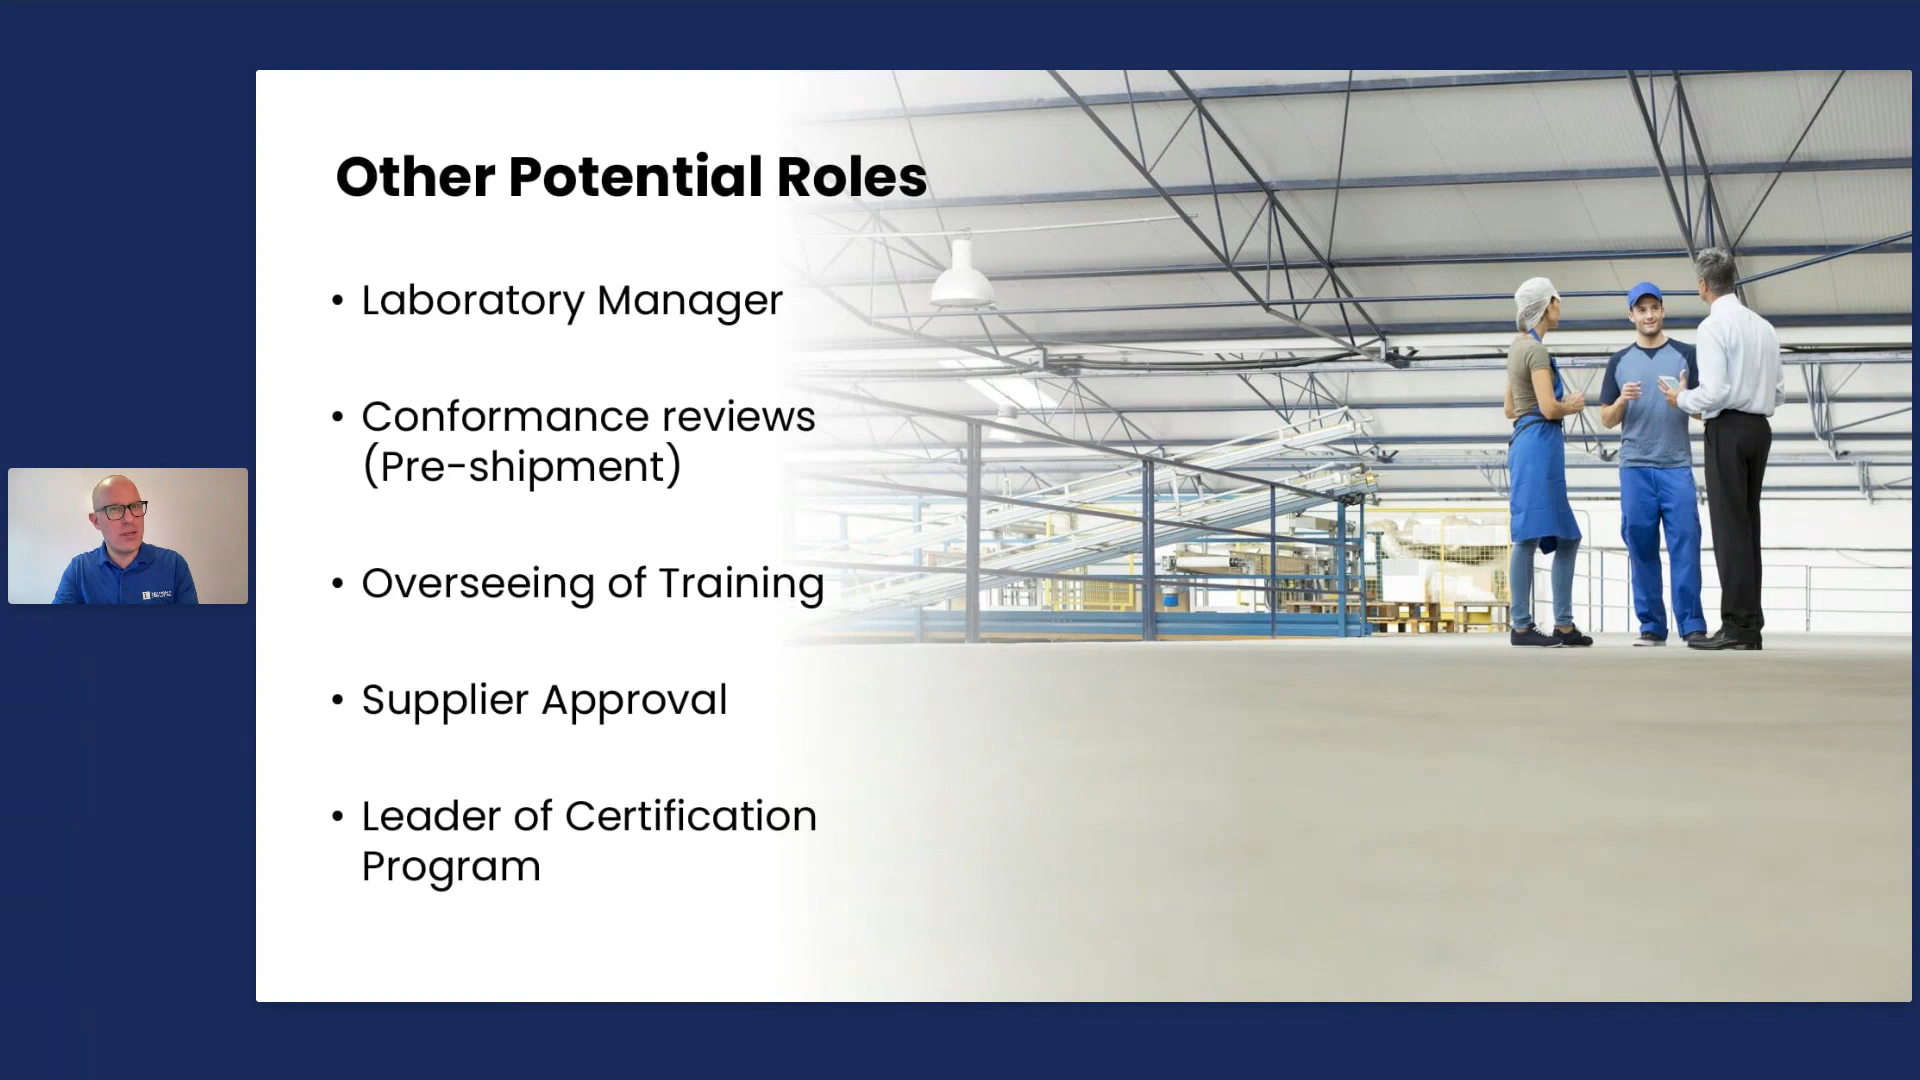 Other Potential Roles
• Laboratory Manager
• Conformance reviews
(Pre-shipment)
• Overseeing of Training
• Supplier Approval
• Leader of Certification
Program